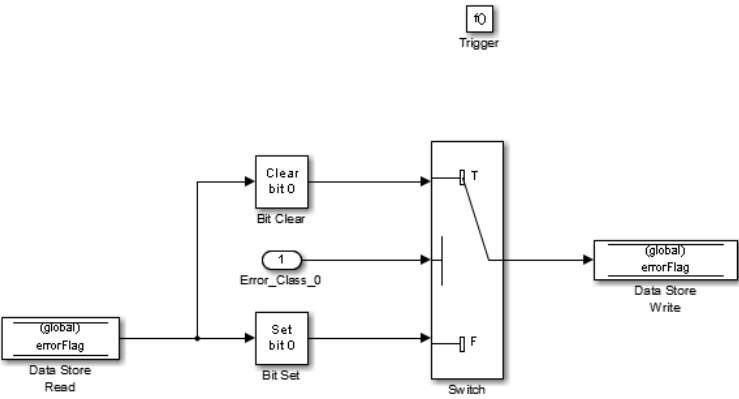 f()
Trigger
Clear
bit 0
Bit Clear
T
1
Error_Class_0
(global)
errorFlag
Data Store
Write
(global)
errorFlag
Data Store
Read
Set
bit 0
Bit Set
F
Switch